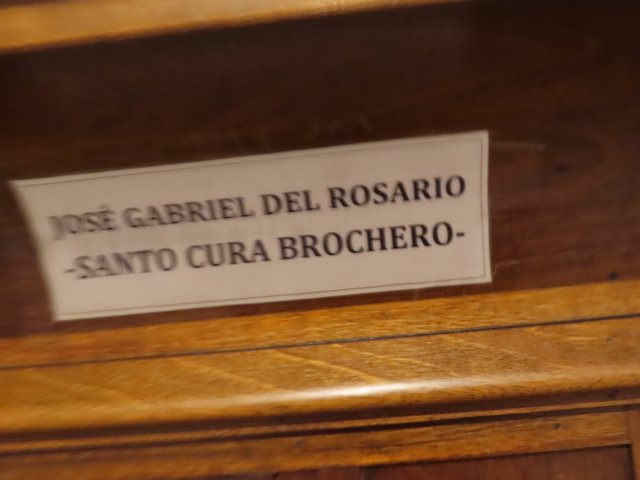 JOSÉ GABRIEL DEL ROSARIO
-SANTO CURA BROCHERO-